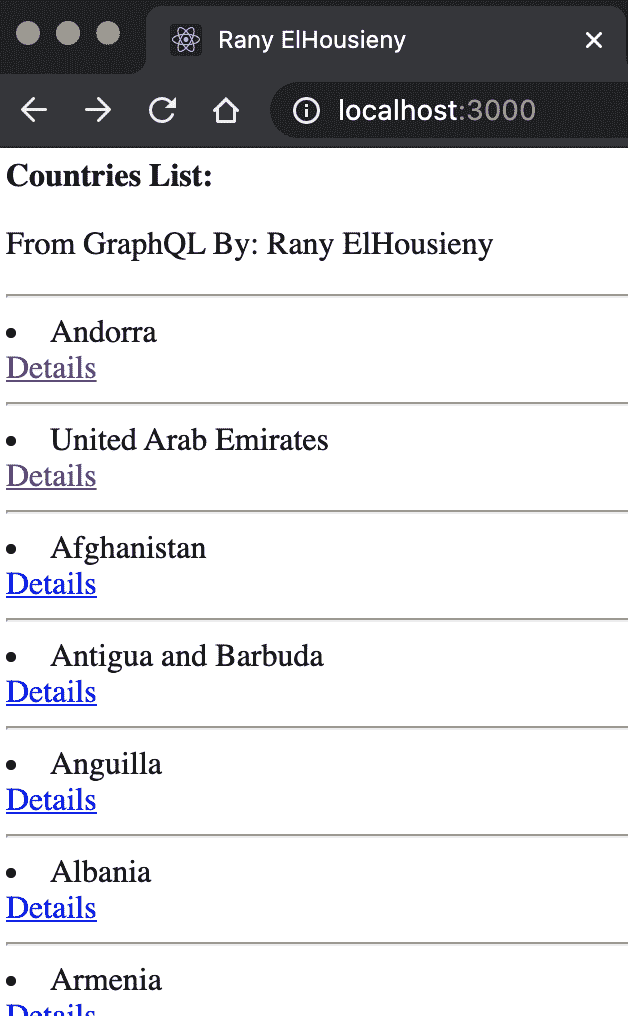 Rany ElHousieny
localhost:3000
Countries List:
From GraphQL By: Rany ElHousieny
Andorra
Details
United Arab Emirates
Details
Afghanistan
Details
Antigua and Barbuda
Details
Anguilla
Details
Albania
Details
Armenia
Details